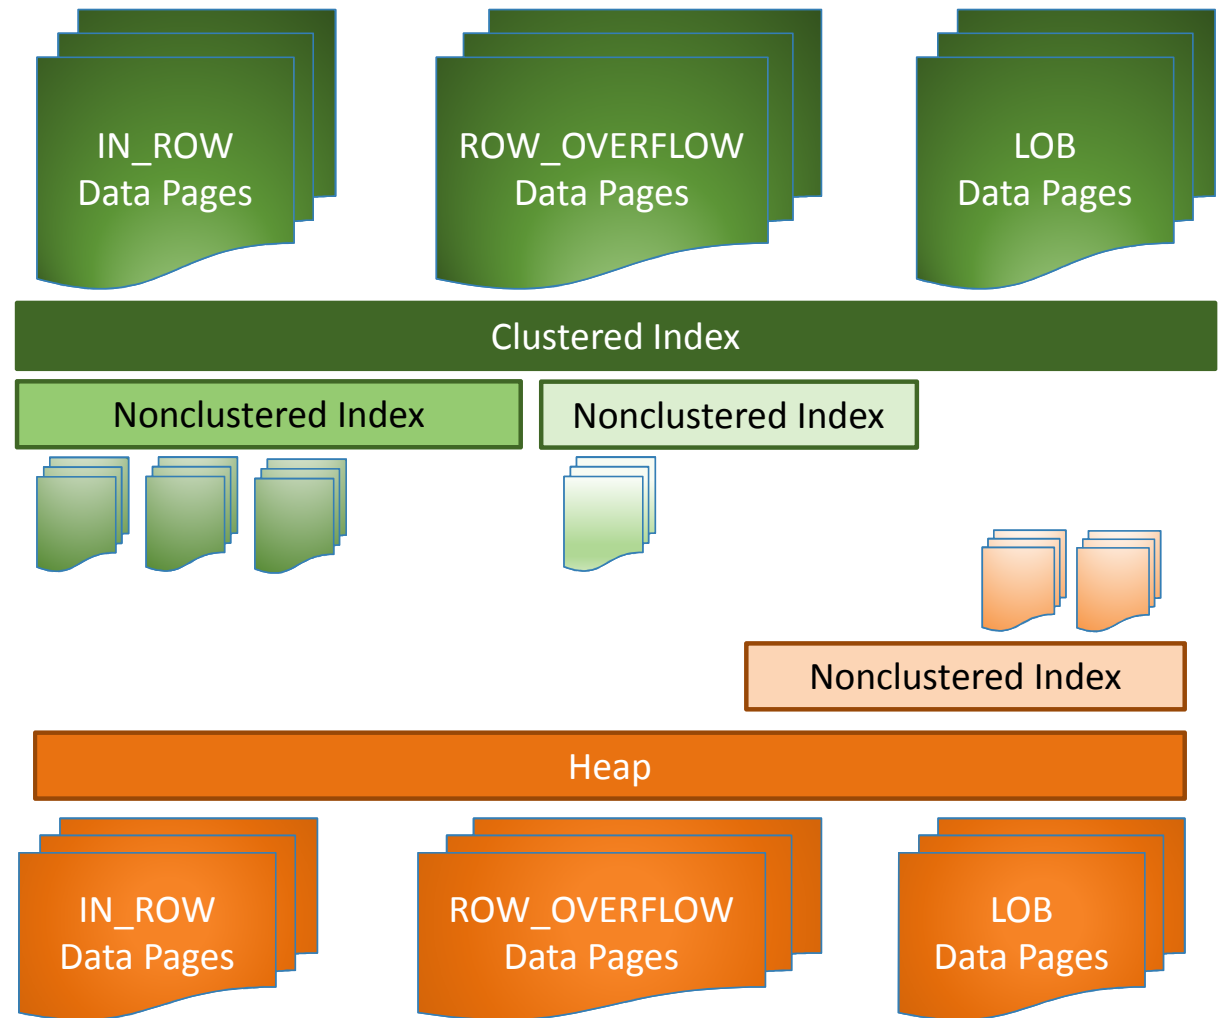 IN_ROW
Data Pages
ROW_OVERFLOW
Data Pages
LOB
Data Pages
Clustered Index
Nonclustered Index
Nonclustered Index
Nonclustered Index
Heap
IN_ROW
Data Pages
ROW_OVERFLOW
Data Pages
LOB
Data Pages